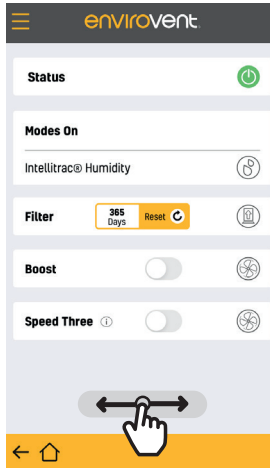 envirovent
Status
Modes On
Intellitrac® Humidity
Filter
365
Days
Reset
Boost
Speed Three